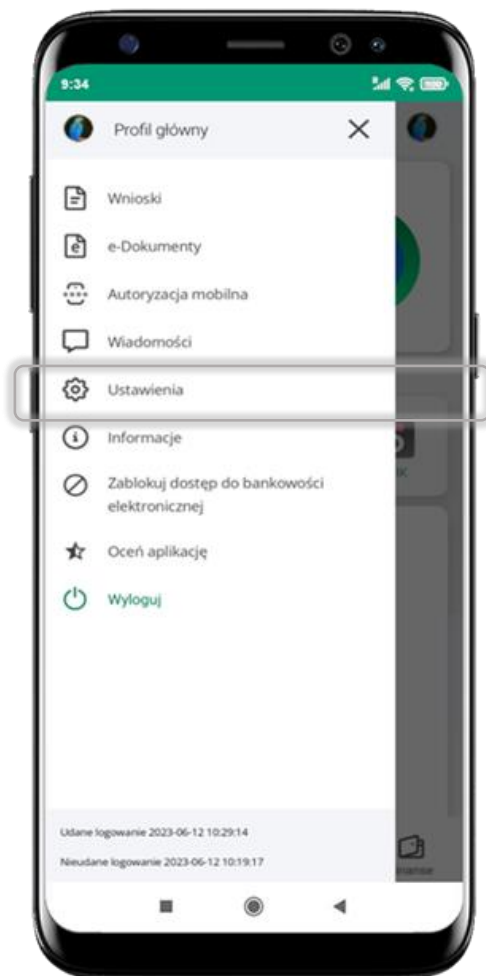 9:34
Profil główny
Wnioski
e-Dokumenty
Autoryzacja mobilna
Wiadomości
Ustawienia
Informacje
Zablokuj dostęp do bankowości
elektronicznej
Oceń aplikację
Wyloguj
Udane logowanie 2023-06-12 10:29:14
Nieudane logowanie 2023-06-12 10:19:17